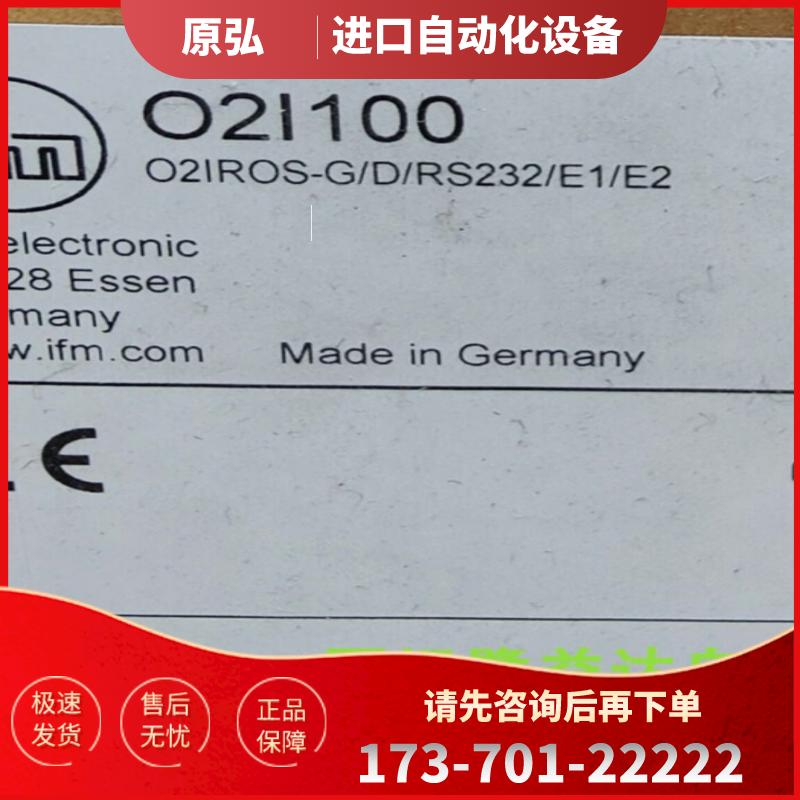 原弘 进口自动化设备
O2I100
O2IROS-G/D/RS232/E1/E2
electronic
28 Essen
many
w.ifm.com Made in Germany
CE
极速
发货
售后
无忧
正品
保障
请先咨询后再下单
173-701-22222